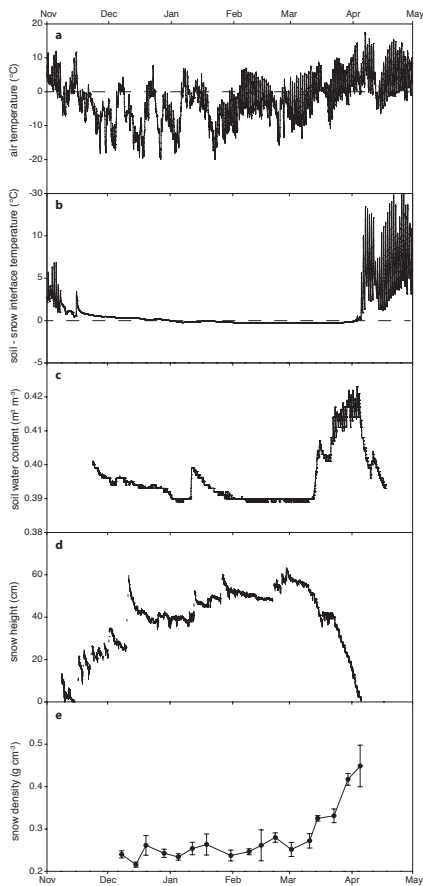 Nov Dec Jan Feb Mar Apr May
a
20
10
0
-10
-20
-30
air temperature (°C)
b
10
5
0
-5
soil - snow interface temperature (°C)
c
0.42
0.40
0.39
0.38
soil water content (m³ m⁻³)
d
60
40
20
0
snow height (cm)
e
0.5
0.4
0.3
0.2
snow density (g cm⁻³)
Nov Dec Jan Feb Mar Apr May